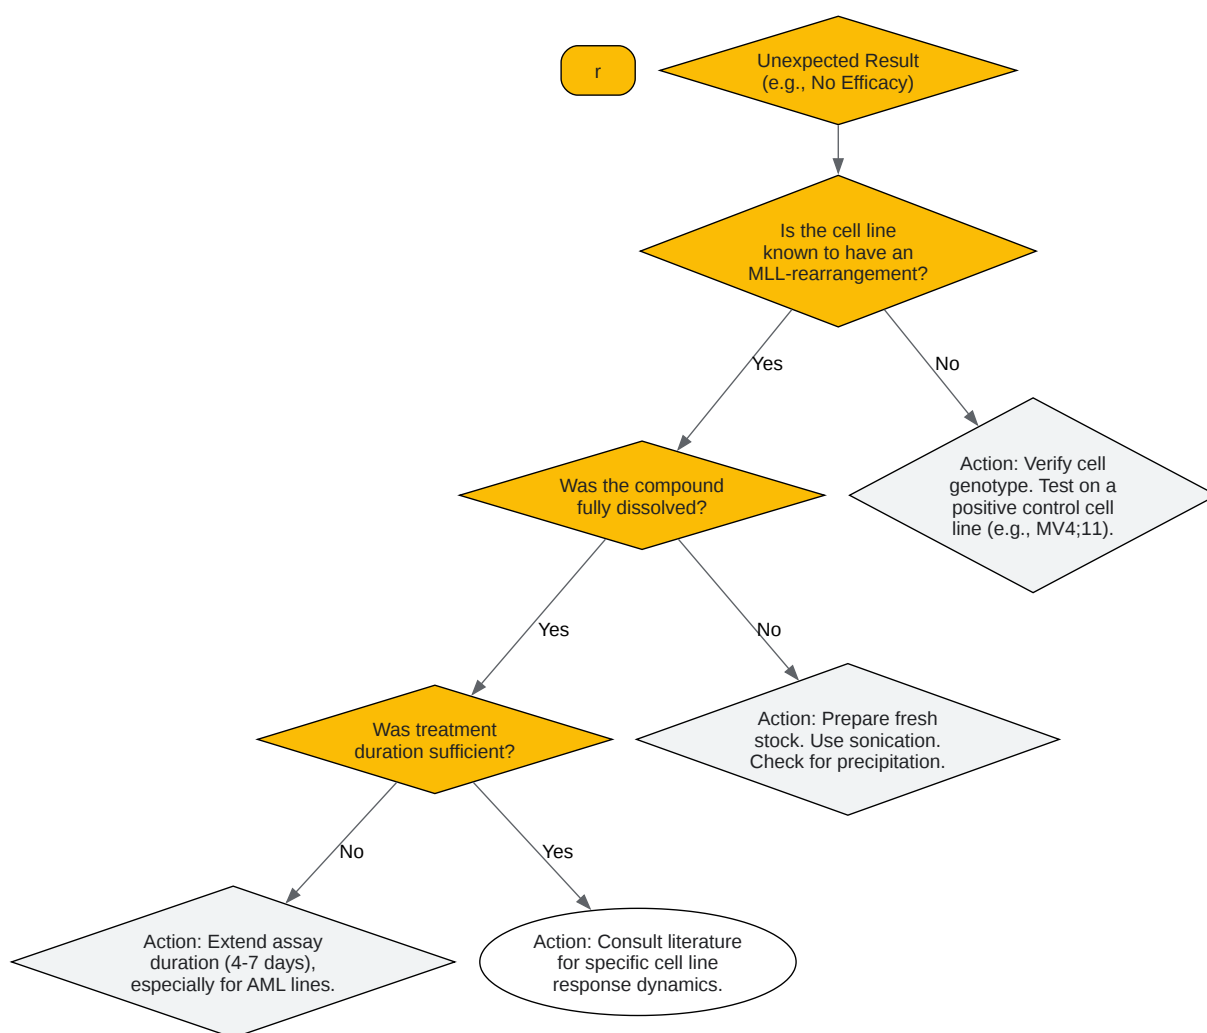 r
Unexpected Result
(e.g., No Efficacy)
Is the cell line
known to have an
MLL-rearrangement?
Yes
No
Was the compound
fully dissolved?
Action: Verify cell
genotype. Test on a
positive control cell
line (e.g., MV4;11).
Yes
No
Was treatment
duration sufficient?
Action: Prepare fresh
stock. Use sonication.
Check for precipitation.
No
Yes
Action: Extend assay
duration (4-7 days),
especially for AML lines.
Action: Consult literature
for specific cell line
response dynamics.